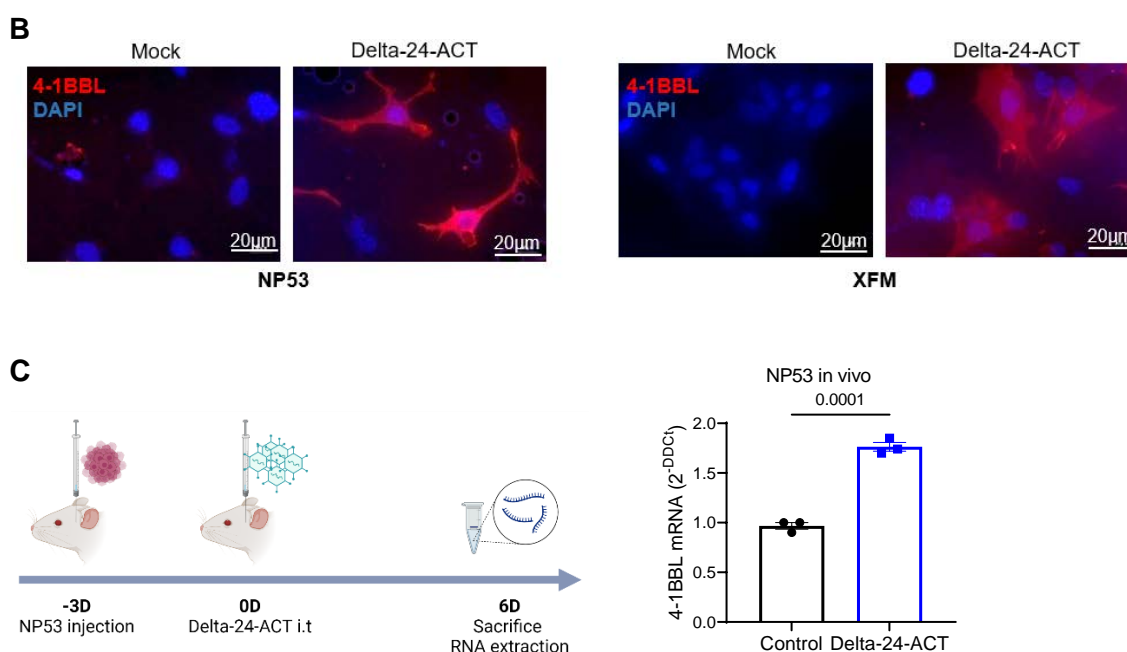 B
Mock
Delta-24-ACT
Mock
Delta-24-ACT
4-1BBL
DAPI
4-1BBL
DAPI
20µm
20µm
20µm
20µm
NP53
XFM
C
NP53 in vivo
0.0001
4-1BBL mRNA (2^-DDCt)
2.0
1.5
1.0
0.5
0.0
Control
Delta-24-ACT
-3D
NP53 injection
0D
Delta-24-ACT i.t
6D
Sacrifice
RNA extraction